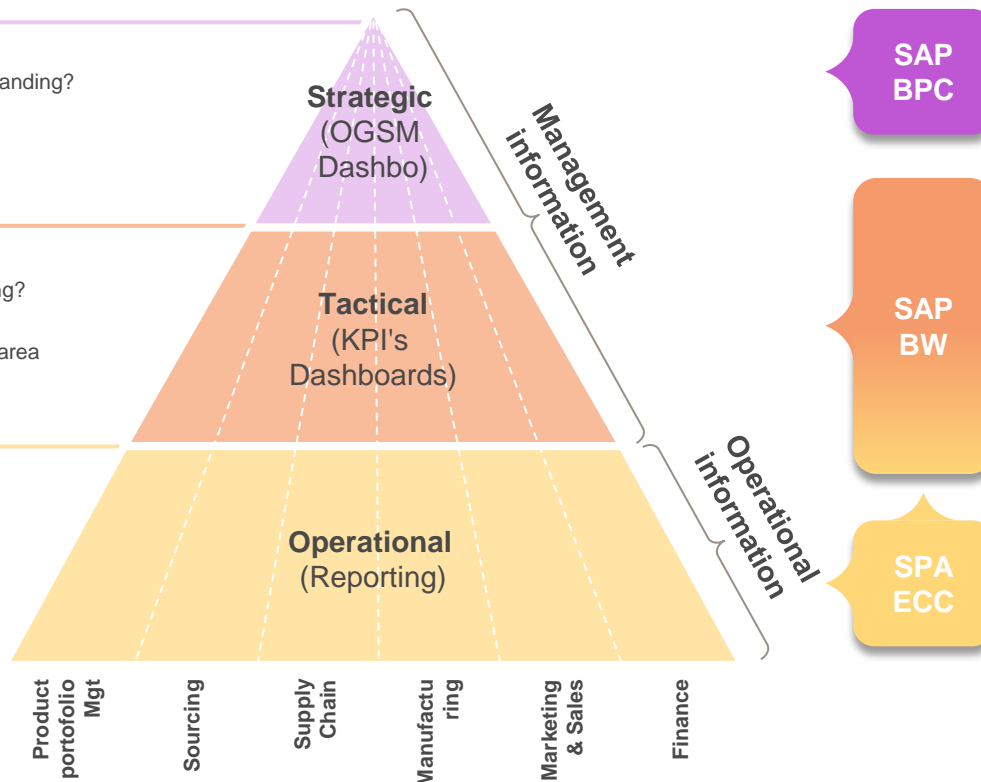 anding?
Strategic
(OGSM
Dashbo)
Management
information
SAP
BPC
ng?
area
Tactical
(KPI's
Dashboards)
SAP
BW
Operational
(Reporting)
Operational
information
SPA
ECC
Product
portofolio
Mgt
Sourcing
Supply
Chain
Manufactu
ring
Marketing
& Sales
Finance